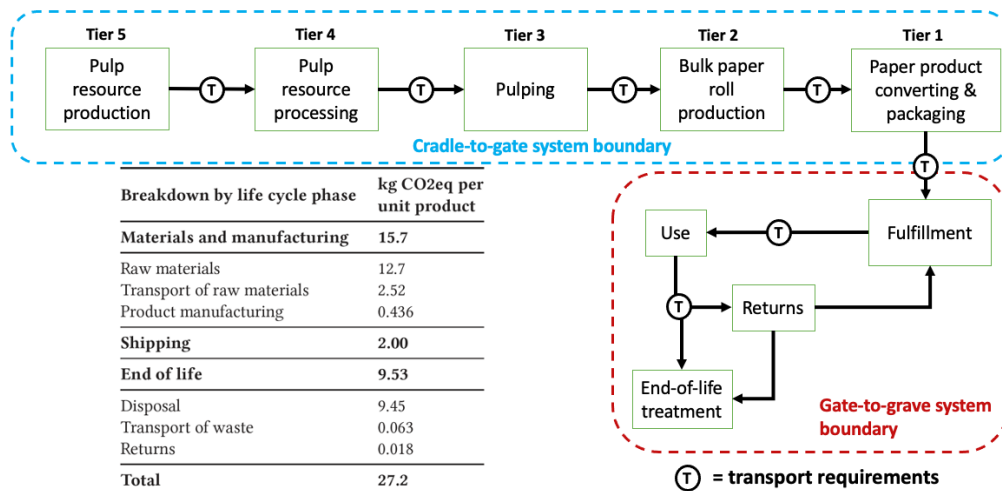 Tier 5
Tier 4
Tier 3
Tier 2
Tier 1
Pulp
resource
production
T
Pulp
resource
processing
T
Pulping
T
Bulk paper
roll
production
T
Paper product
converting &
packaging
Cradle-to-gate system boundary
T
Breakdown by life cycle phase kg CO2eq per
unit product
Materials and manufacturing 15.7
Raw materials 12.7
Transport of raw materials 2.52
Product manufacturing 0.436
Shipping 2.00
End of life 9.53
Disposal 9.45
Transport of waste 0.063
Returns 0.018
Total 27.2
Use
T
Fulfillment
T
Returns
End-of-life
treatment
Gate-to-grave system
boundary
T = transport requirements